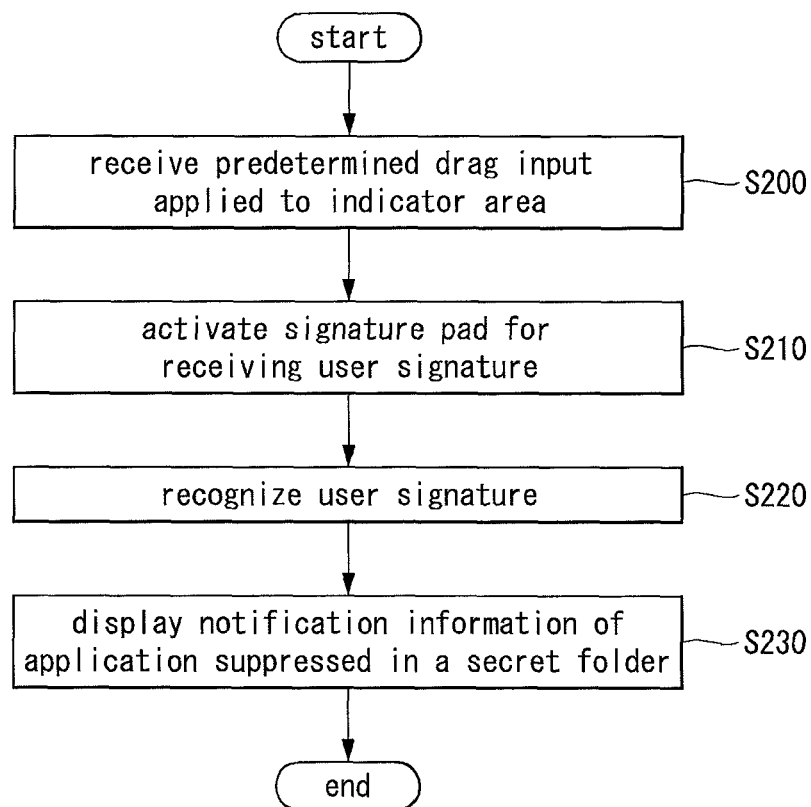 start
receive predetermined drag input
applied to indicator area
S200
activate signature pad for
receiving user signature
S210
recognize user signature
S220
display notification information of
application suppressed in a secret folder
S230
end